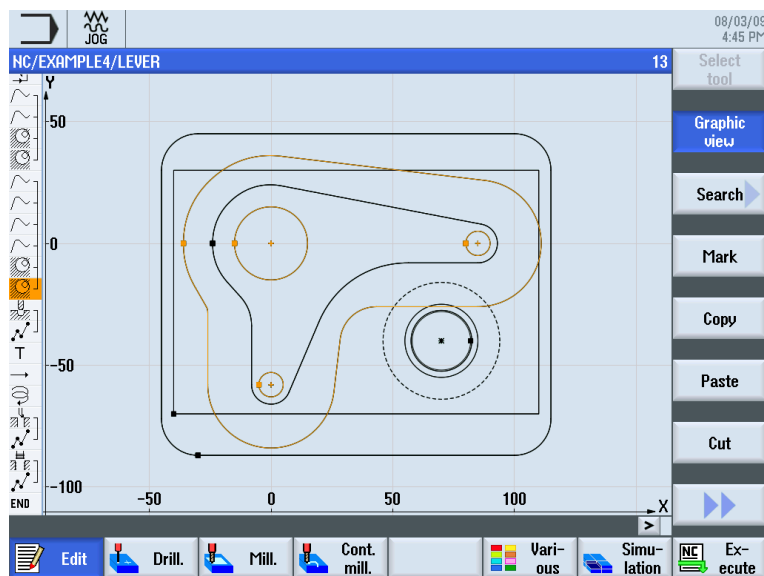 JOG
08/03/09
4:45 PM
NC/EXAMPLE4/LEVER 13
Select
tool
Graphic
view
Search
Mark
Copy
Paste
Cut
Y
50
0
-50
-100
-50 0 50 100
X
T
END
>
Edit
Drill.
Mill.
Cont.
mill.
Vari-
ous
Simu-
lation
NC
Ex-
ecute